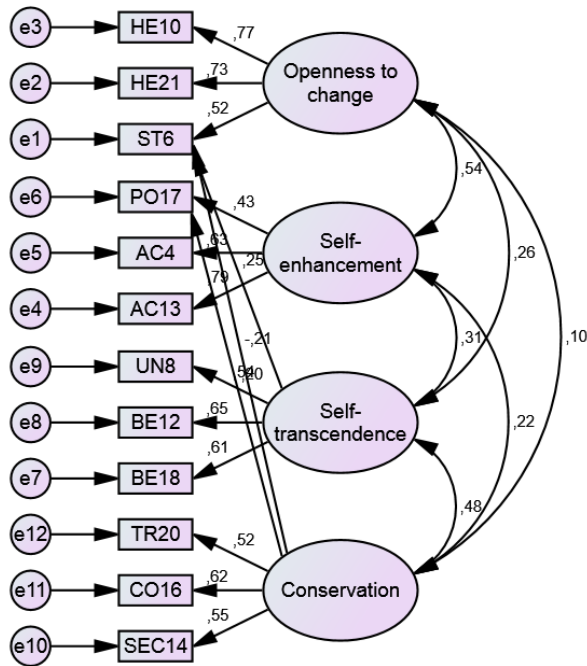 e3
HE10
,77
e2
HE21
,73
Openness to
change
e1
ST6
,52
e6
PO17
,43
,54
e5
AC4
,63
,25
Self-
enhancement
,26
e4
AC13
,79
-,21
,31
,10
e9
UN8
,20
e8
BE12
,65
Self-
transcendence
,22
e7
BE18
,61
,48
e12
TR20
,52
e11
CO16
,62
Conservation
e10
SEC14
,55